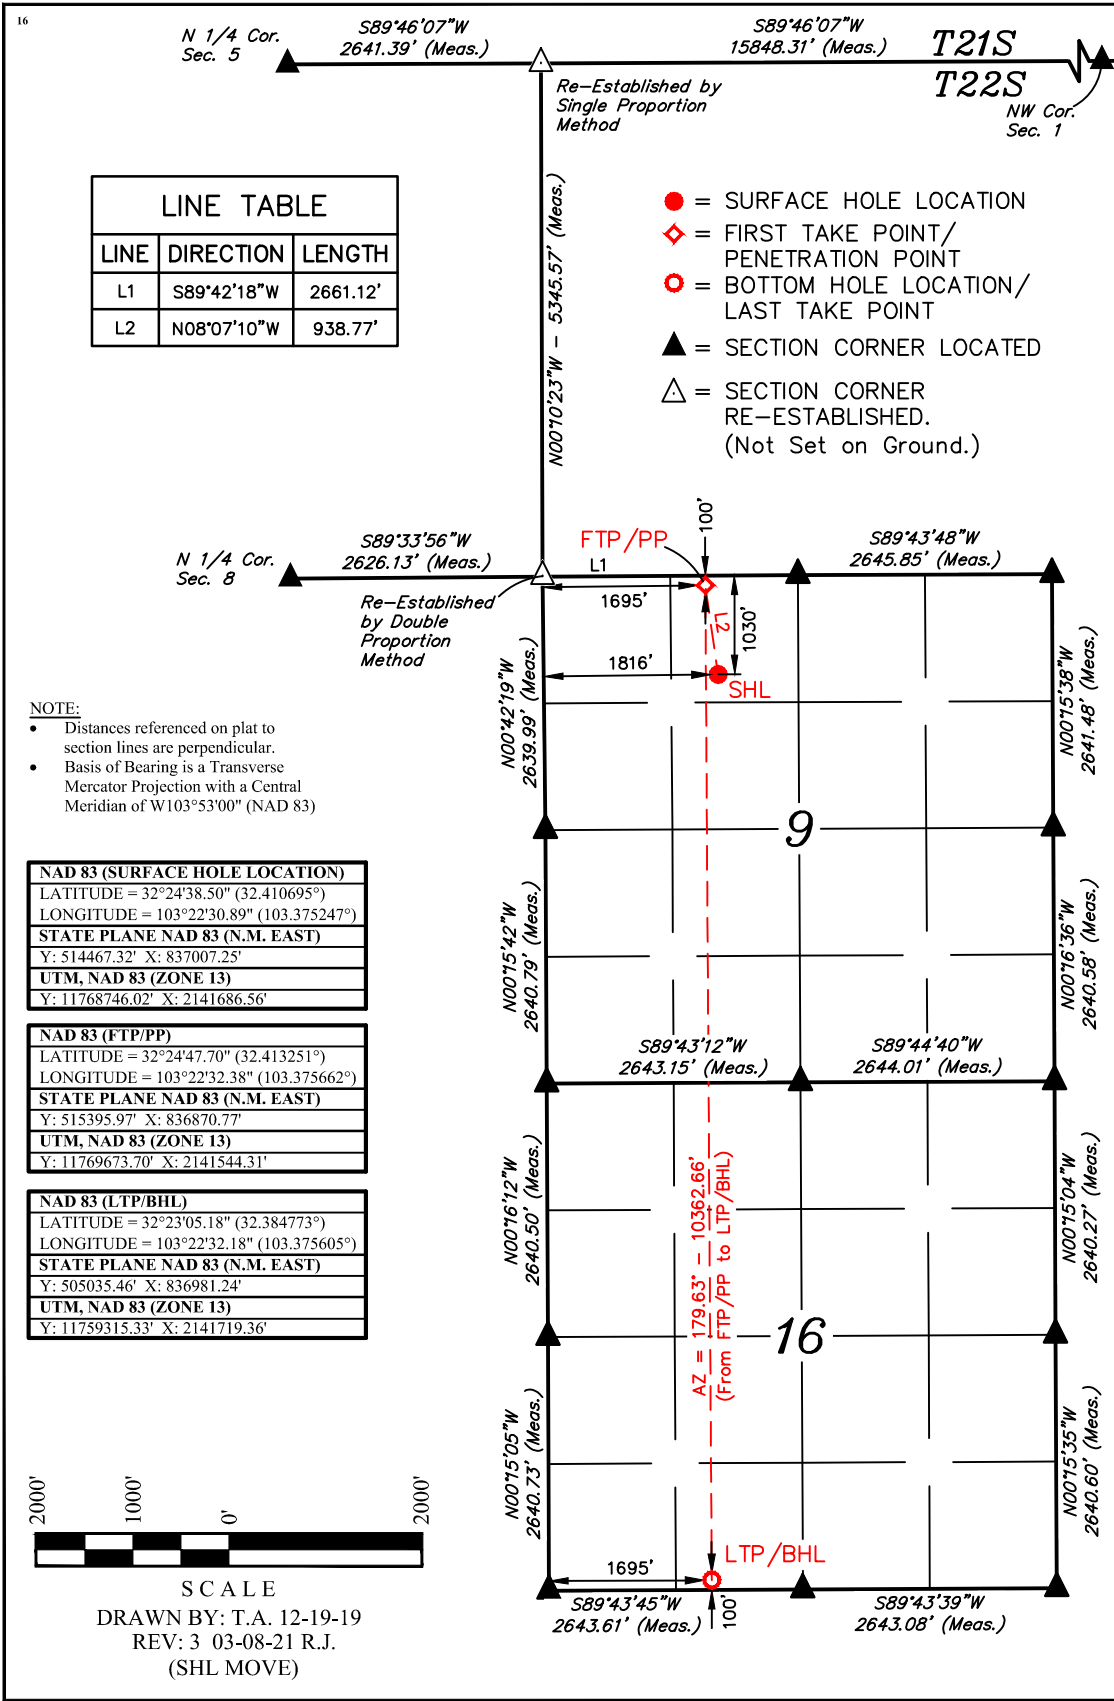 16
N 1/4 Cor.
Sec. 5
S89°46'07"W
2641.39' (Meas.)
S89°46'07"W
15848.31' (Meas.)
T21S
T22S
NW Cor.
Sec. 1
Re-Established by
Single Proportion
Method
LINE TABLE
LINE DIRECTION LENGTH
L1 S89°42'18"W 2661.12'
L2 N08°07'10"W 938.77'
N00°10'23"W - 5345.57' (Meas.)
= SURFACE HOLE LOCATION
= FIRST TAKE POINT/
PENETRATION POINT
= BOTTOM HOLE LOCATION/
LAST TAKE POINT
= SECTION CORNER LOCATED
= SECTION CORNER
RE-ESTABLISHED.
(Not Set on Ground.)
N 1/4 Cor.
Sec. 8
S89°33'56"W
2626.13' (Meas.)
FTP/PP
L1
100'
S89°43'48"W
2645.85' (Meas.)
Re-Established
by Double
Proportion
Method
1695'
L2
1030'
1816'
SHL
N00°42'19"W
2639.99' (Meas.)
N00°15'38"W
2641.48' (Meas.)
NOTE:
• Distances referenced on plat to
section lines are perpendicular.
• Basis of Bearing is a Transverse
Mercator Projection with a Central
Meridian of W103°53'00" (NAD 83)
9
NAD 83 (SURFACE HOLE LOCATION)
LATITUDE = 32°24'38.50" (32.410695°)
LONGITUDE = 103°22'30.89" (103.375247°)
STATE PLANE NAD 83 (N.M. EAST)
Y: 514467.32' X: 837007.25'
UTM, NAD 83 (ZONE 13)
Y: 11768746.02' X: 2141686.56'
N00°15'42"W
2640.79' (Meas.)
N00°16'36"W
2640.58' (Meas.)
NAD 83 (FTP/PP)
LATITUDE = 32°24'47.70" (32.413251°)
LONGITUDE = 103°22'32.38" (103.375662°)
STATE PLANE NAD 83 (N.M. EAST)
Y: 515395.97' X: 836870.77'
UTM, NAD 83 (ZONE 13)
Y: 11769673.70' X: 2141544.31'
S89°43'12"W
2643.15' (Meas.)
S89°44'40"W
2644.01' (Meas.)
NAD 83 (LTP/BHL)
LATITUDE = 32°23'05.18" (32.384773°)
LONGITUDE = 103°22'32.18" (103.375605°)
STATE PLANE NAD 83 (N.M. EAST)
Y: 505035.46' X: 836981.24'
UTM, NAD 83 (ZONE 13)
Y: 11759315.33' X: 2141719.36'
N00°16'12"W
2640.50' (Meas.)
AZ = 179.63° - 10362.66'
(From FTP/PP to LTP/BHL)
N00°15'04"W
2640.27' (Meas.)
16
N00°15'05"W
2640.73' (Meas.)
N00°15'35"W
2640.60' (Meas.)
2000' 1000' 0' 2000'
SCALE
DRAWN BY: T.A. 12-19-19
REV: 3 03-08-21 R.J.
(SHL MOVE)
1695'
LTP/BHL
S89°43'45"W
2643.61' (Meas.)
100'
S89°43'39"W
2643.08' (Meas.)